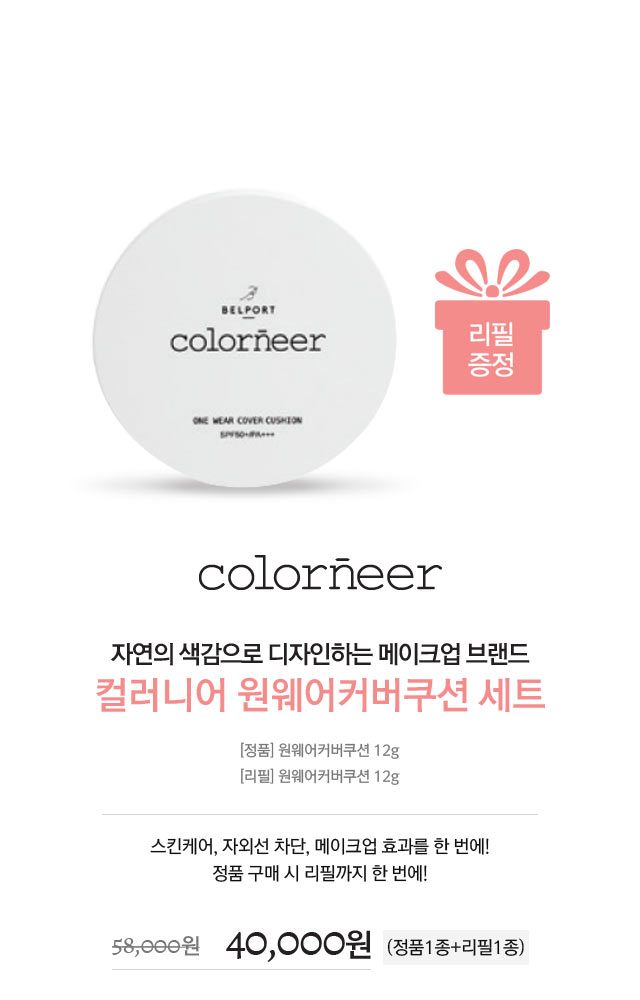 BELPORT
colorn̄eer
ONE WEAR COVER CUSHION
SPF50+/PA+++
리필
증정
colorn̄eer
자연의 색감으로 디자인하는 메이크업 브랜드
컬러니어 원웨어커버쿠션 세트
[정품] 원웨어커버쿠션 12g
[리필] 원웨어커버쿠션 12g
스킨케어, 자외선 차단, 메이크업 효과를 한 번에!
정품 구매 시 리필까지 한 번에!
58,000원 40,000원 (정품1종+리필1종)